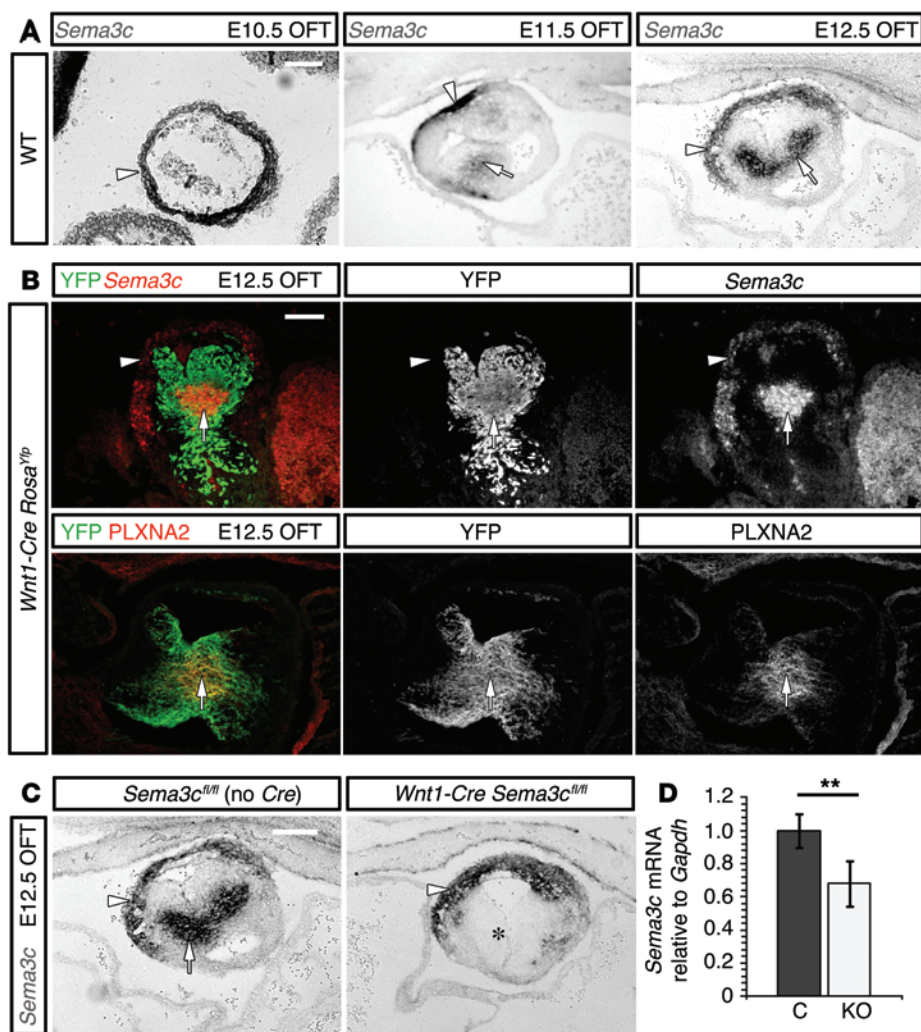 A
Sema3c E10.5 OFT
Sema3c E11.5 OFT
Sema3c E12.5 OFT
WT
B
YFP Sema3c E12.5 OFT
YFP
Sema3c
Wnt1-Cre Rosa^Yfp
YFP PLXNA2 E12.5 OFT
YFP
PLXNA2
C
Sema3c^fl/fl (no Cre)
Wnt1-Cre Sema3c^fl/fl
Sema3c E12.5 OFT
*
D
**
Sema3c mRNA
relative to Gapdh
1.2
1.0
0.8
0.6
0.4
0.2
0
C
KO